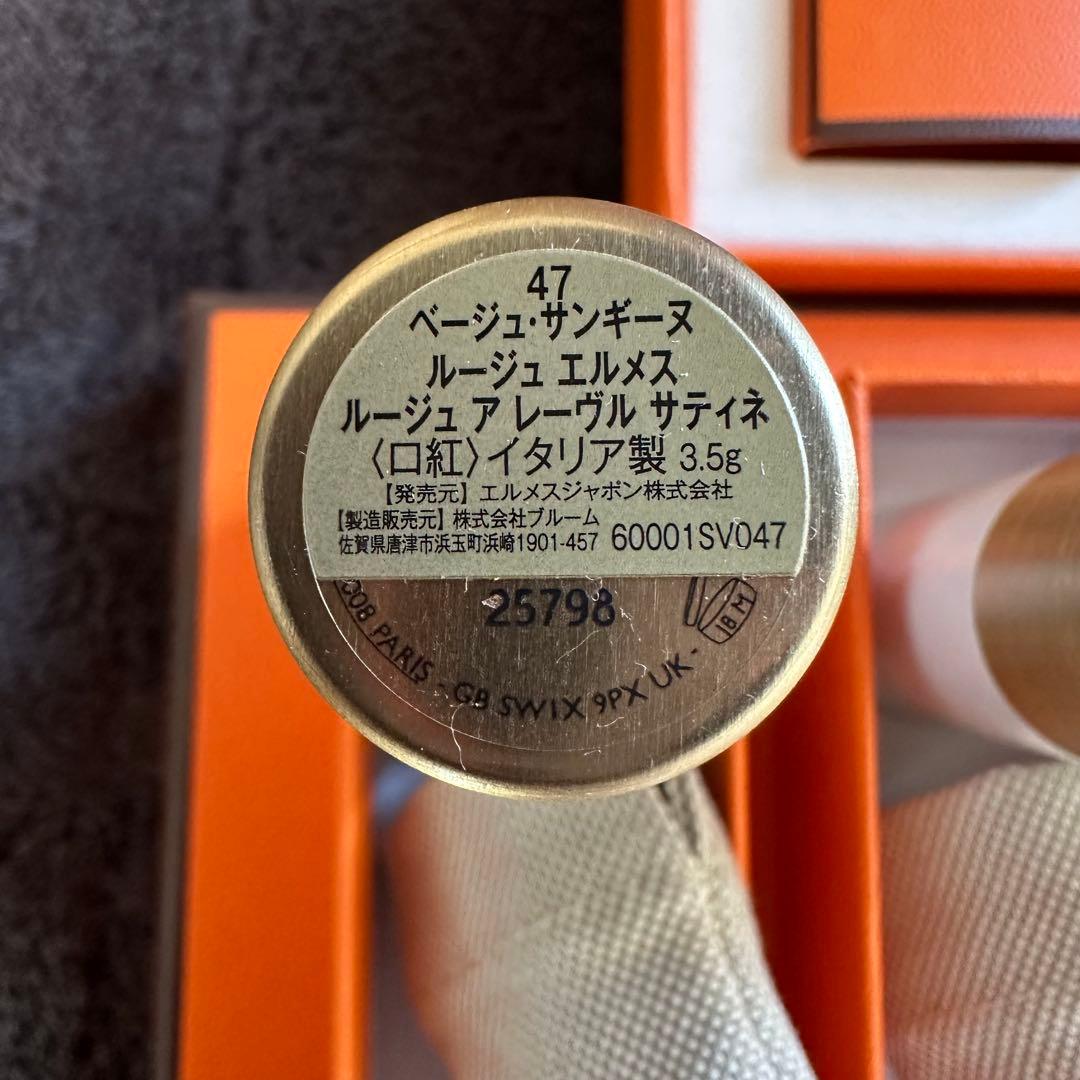 47
ベージュ・サンギーヌ
ルージュ エルメス
ルージュ ア レーヴル サティネ
〈口紅〉イタリア製 3.5g
【発売元】エルメスジャポン株式会社
【製造販売元】株式会社ブルーム
佐賀県唐津市浜玉町浜崎1901-457 60001SV047
25798
18 M
008 PARIS - GB SW1X 9PX UK -